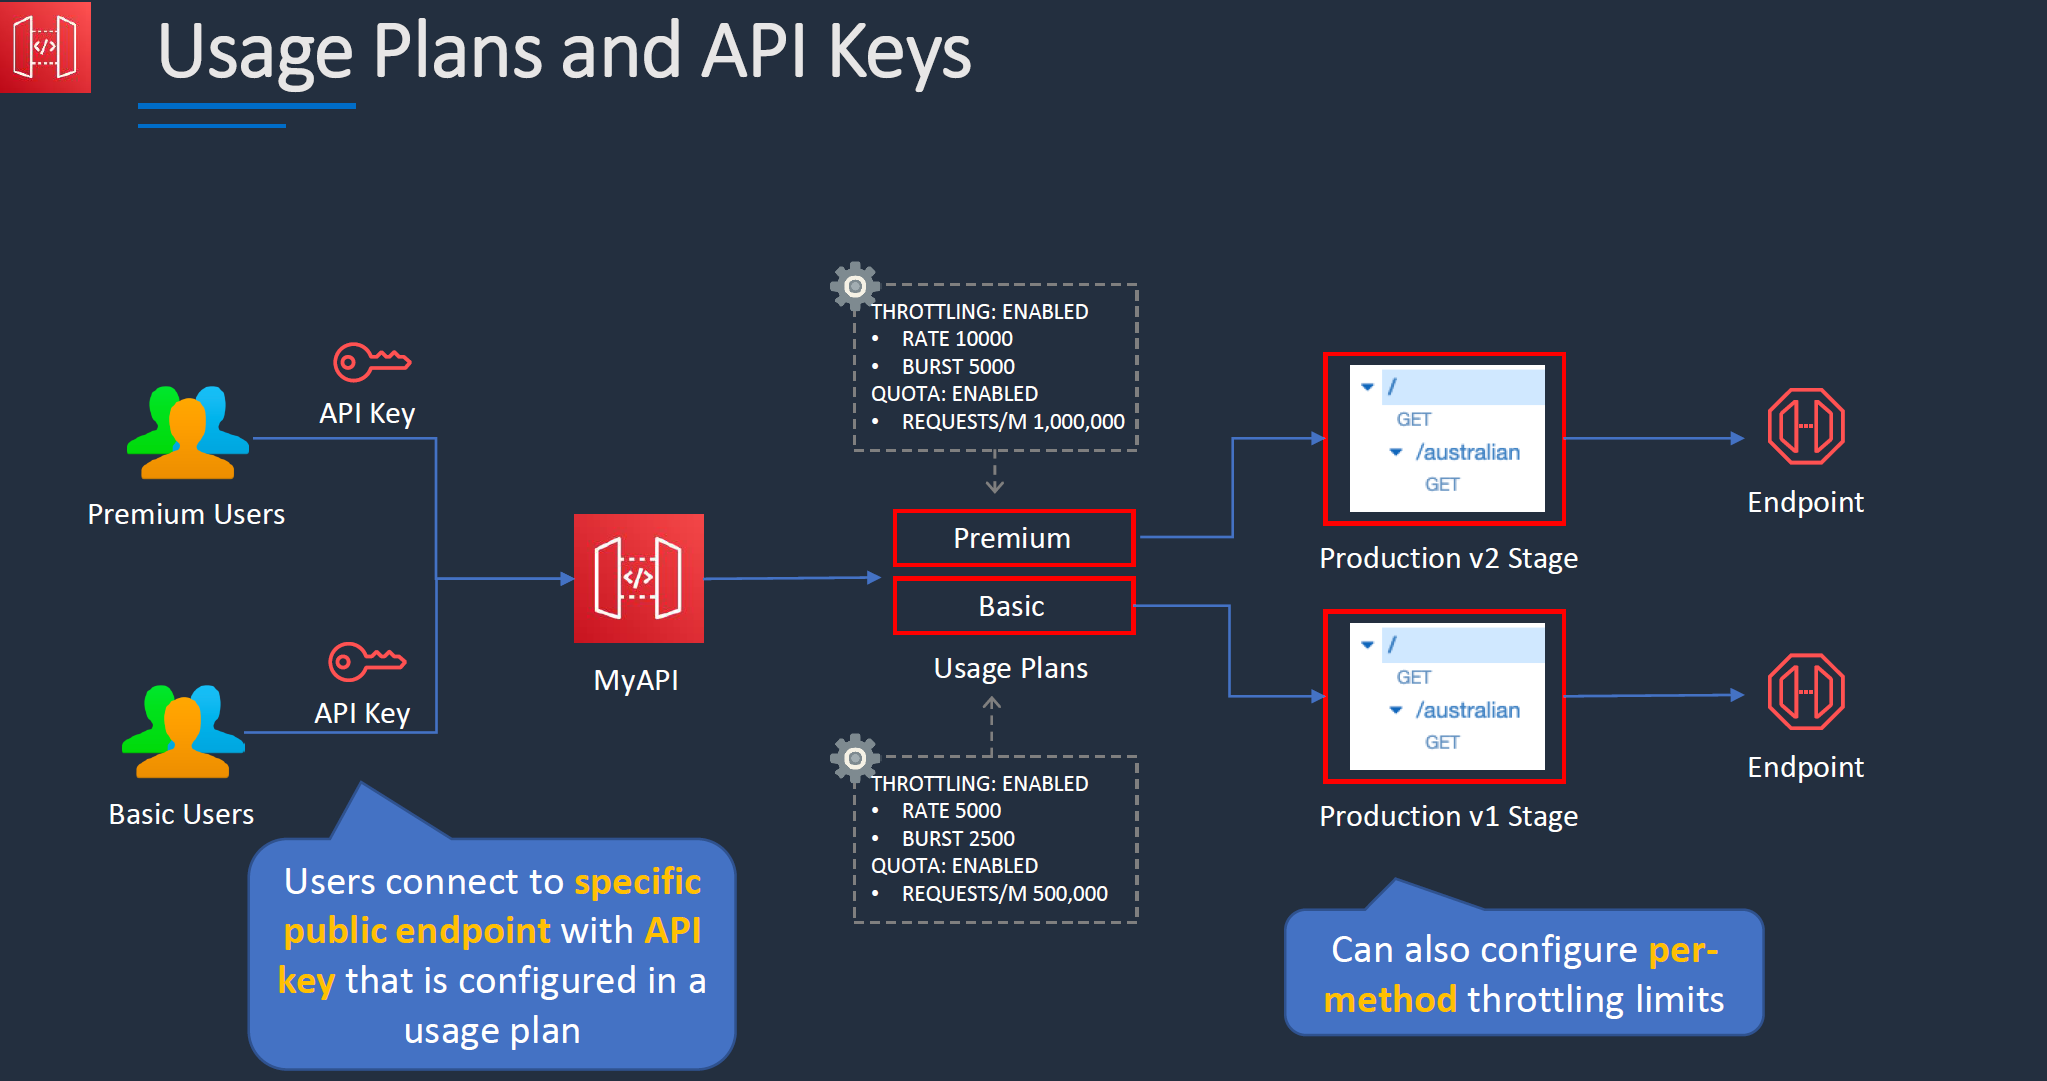 Usage Plans and API Keys
THROTTLING: ENABLED
• RATE 10000
• BURST 5000
QUOTA: ENABLED
• REQUESTS/M 1,000,000
API Key
Premium Users
API Key
Basic Users
</>
MyAPI
Premium
Basic
Usage Plans
THROTTLING: ENABLED
• RATE 5000
• BURST 2500
QUOTA: ENABLED
• REQUESTS/M 500,000
/
GET
/australian
GET
Production v2 Stage
Endpoint
/
GET
/australian
GET
Production v1 Stage
Endpoint
Users connect to specific
public endpoint with API
key that is configured in a
usage plan
Can also configure per-
method throttling limits